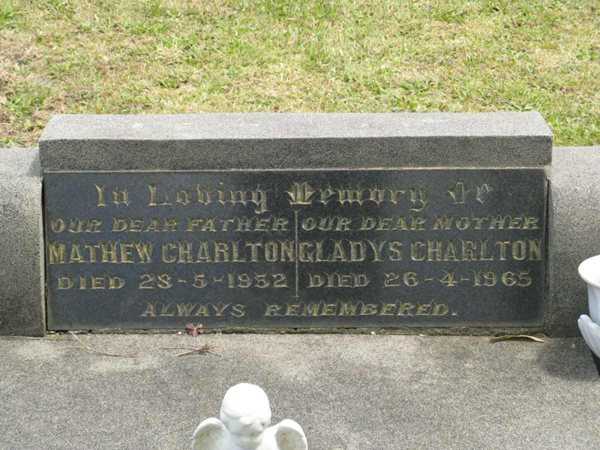 In Loving Memory Of
OUR DEAR FATHER OUR DEAR MOTHER
MATHEW CHARLTON GLADYS CHARLTON
DIED 28-5-1952 DIED 26-4-1965
ALWAYS REMEMBERED.